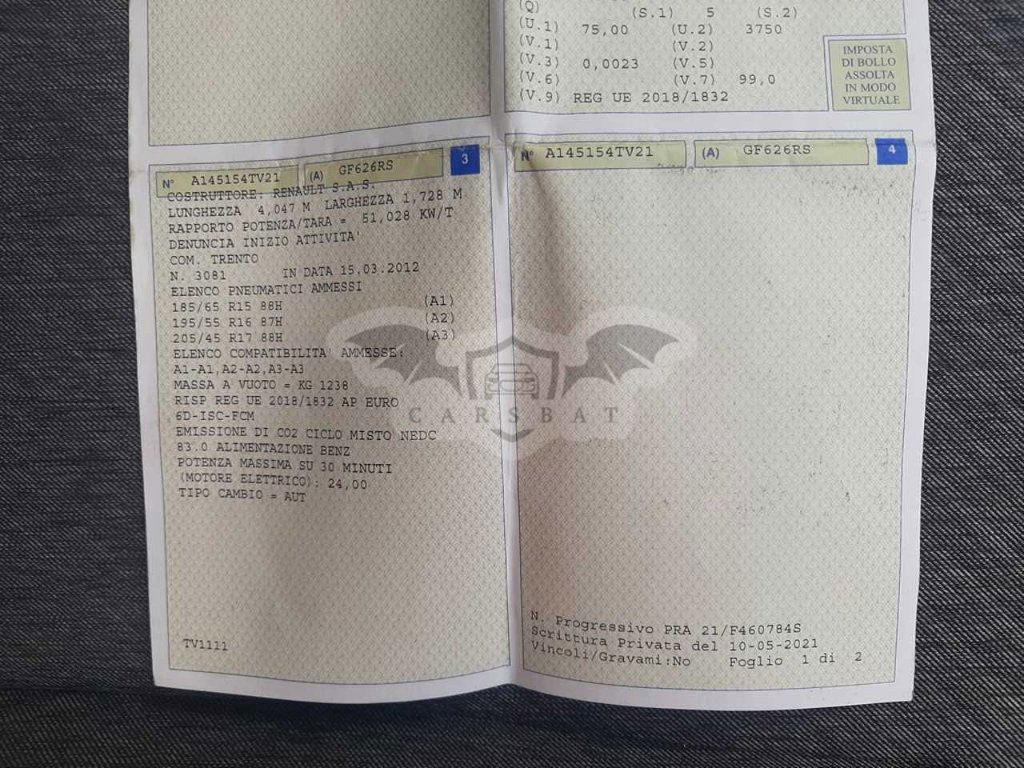 (Q) (S.1) 5 (S.2)
(U.1) 75,00 (U.2) 3750
(V.1) (V.2)
(V.3) 0,0023 (V.5)
(V.6) (V.7) 99,0
(V.9) REG UE 2018/1832
IMPOSTA
DI BOLLO
ASSOLTA
IN MODO
VIRTUALE
N° A145154TV21 (A) GF626RS 3
COSTRUTTORE: RENAULT S.A.S.
LUNGHEZZA 4,047 M LARGHEZZA 1,728 M
RAPPORTO POTENZA/TARA = 51,028 KW/T
DENUNCIA INIZIO ATTIVITA'
COM. TRENTO
N. 3081 IN DATA 15.03.2012
ELENCO PNEUMATICI AMMESSI
185/65 R15 88H (A1)
195/55 R16 87H (A2)
205/45 R17 88H (A3)
ELENCO COMPATIBILITA' AMMESSE:
A1-A1,A2-A2,A3-A3
MASSA A VUOTO = KG 1238
RISP REG UE 2018/1832 AP EURO
6D-ISC-FCM
EMISSIONE DI CO2 CICLO MISTO NEDC
83.0 ALIMENTAZIONE BENZ
POTENZA MASSIMA SU 30 MINUTI
(MOTORE ELETTRICO): 24,00
TIPO CAMBIO = AUT
TV1111
N° A145154TV21 (A) GF626RS 4
CARSBAT
N. Progressivo PRA 21/F460784S
Scrittura Privata del 10-05-2021
Vincoli/Gravami:No Foglio 1 di 2